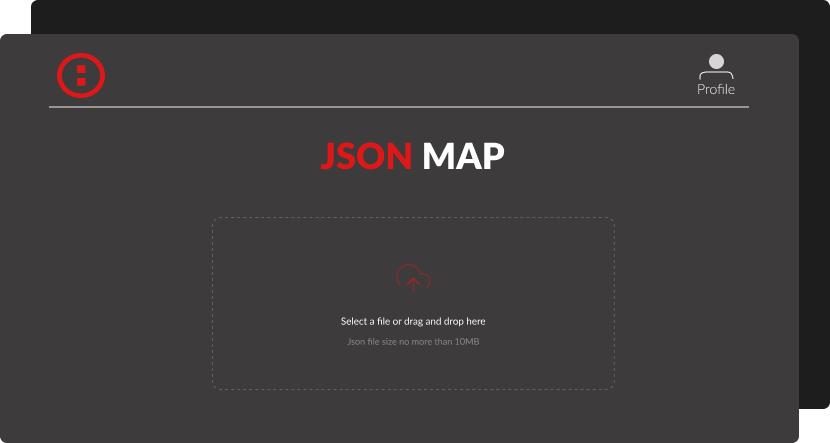 Profile
JSON MAP
Select a file or drag and drop here
Json file size no more than 10MB